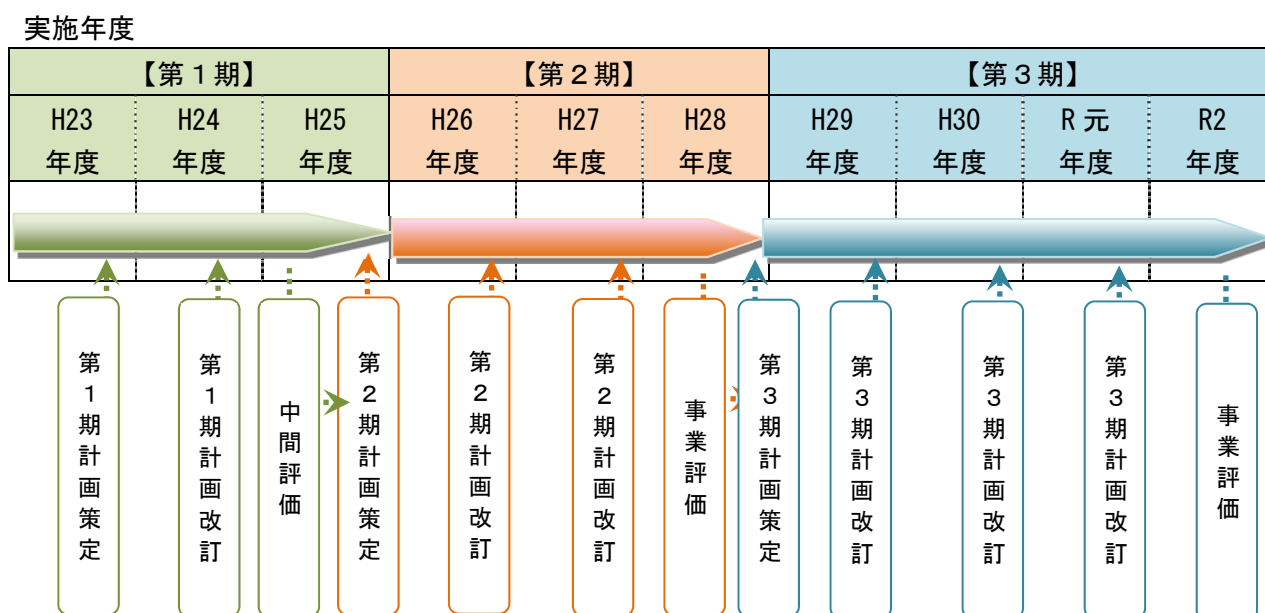 実施年度
【第1期】
【第2期】
【第3期】
H23
年度
H24
年度
H25
年度
H26
年度
H27
年度
H28
年度
H29
年度
H30
年度
R元
年度
R2
年度
第1期計画策定
第1期計画改訂
中間評価
第2期計画策定
第2期計画改訂
第2期計画改訂
事業評価
第3期計画策定
第3期計画改訂
第3期計画改訂
第3期計画改訂
事業評価